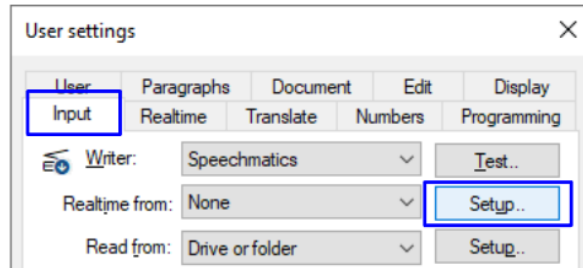 User settings
User Paragraphs Document Edit Display
Input Realtime Translate Numbers Programming
Writer: Speechmatics Test..
Realtime from: None Setup..
Read from: Drive or folder Setup..